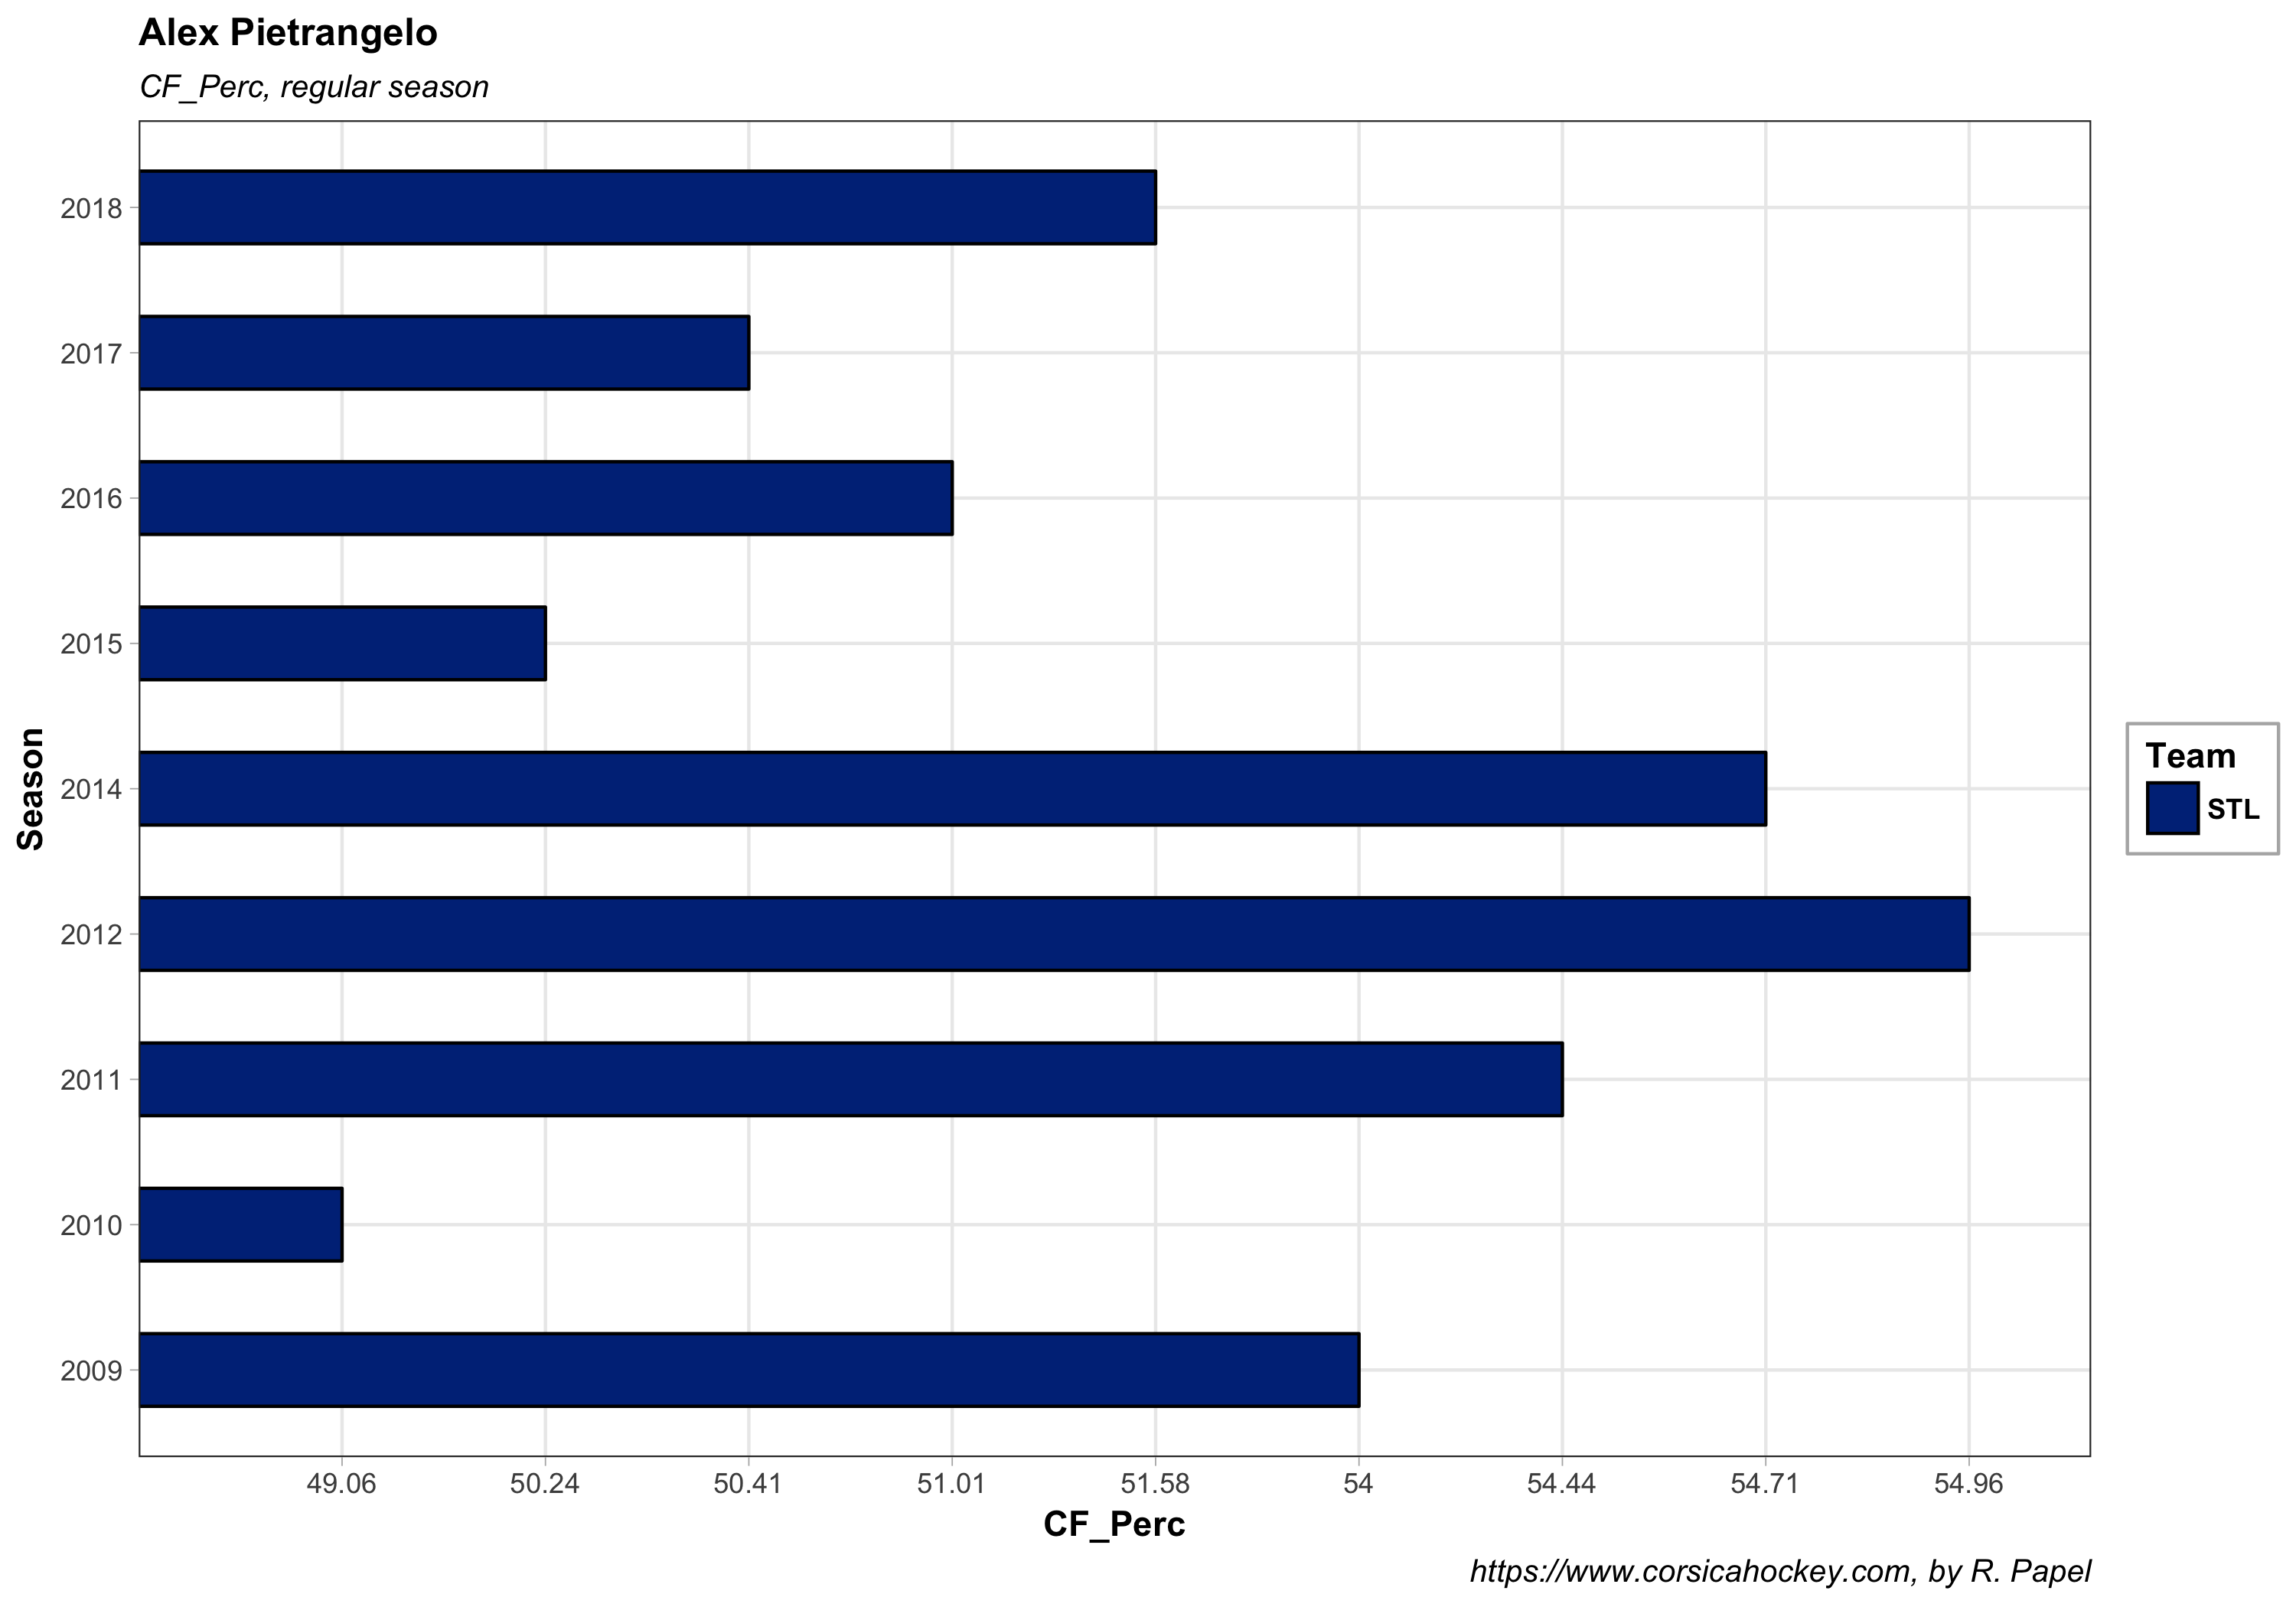 Alex Pietrangelo
CF_Perc, regular season
Season
2018
2017
2016
2015
2014
2012
2011
2010
2009
49.06 50.24 50.41 51.01 51.58 54 54.44 54.71 54.96
CF_Perc
Team
STL
https://www.corsicahockey.com, by R. Papel